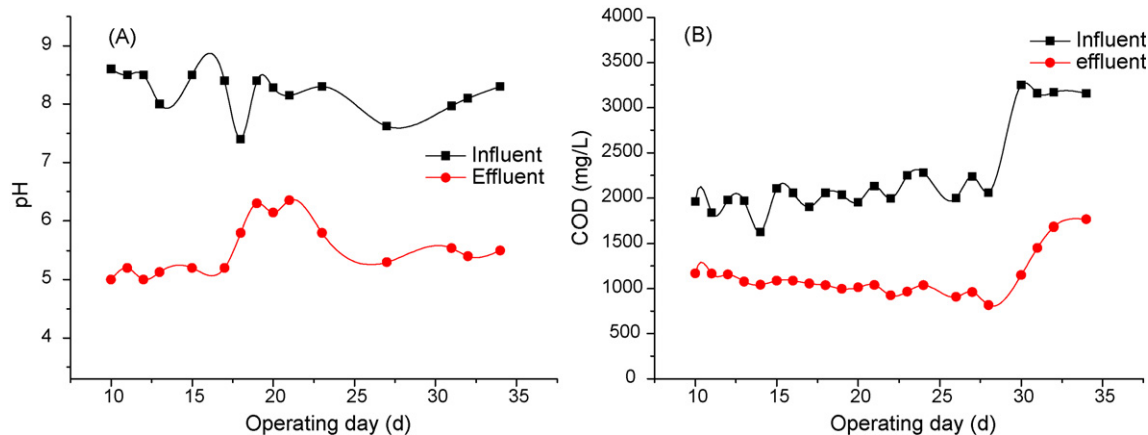 (A)
9
8
7
6
5
4
pH
Influent
Effluent
10 15 20 25 30 35
Operating day (d)
(B)
4000
3500
3000
2500
2000
1500
1000
500
0
COD (mg/L)
Influent
effluent
10 15 20 25 30 35
Operating day (d)